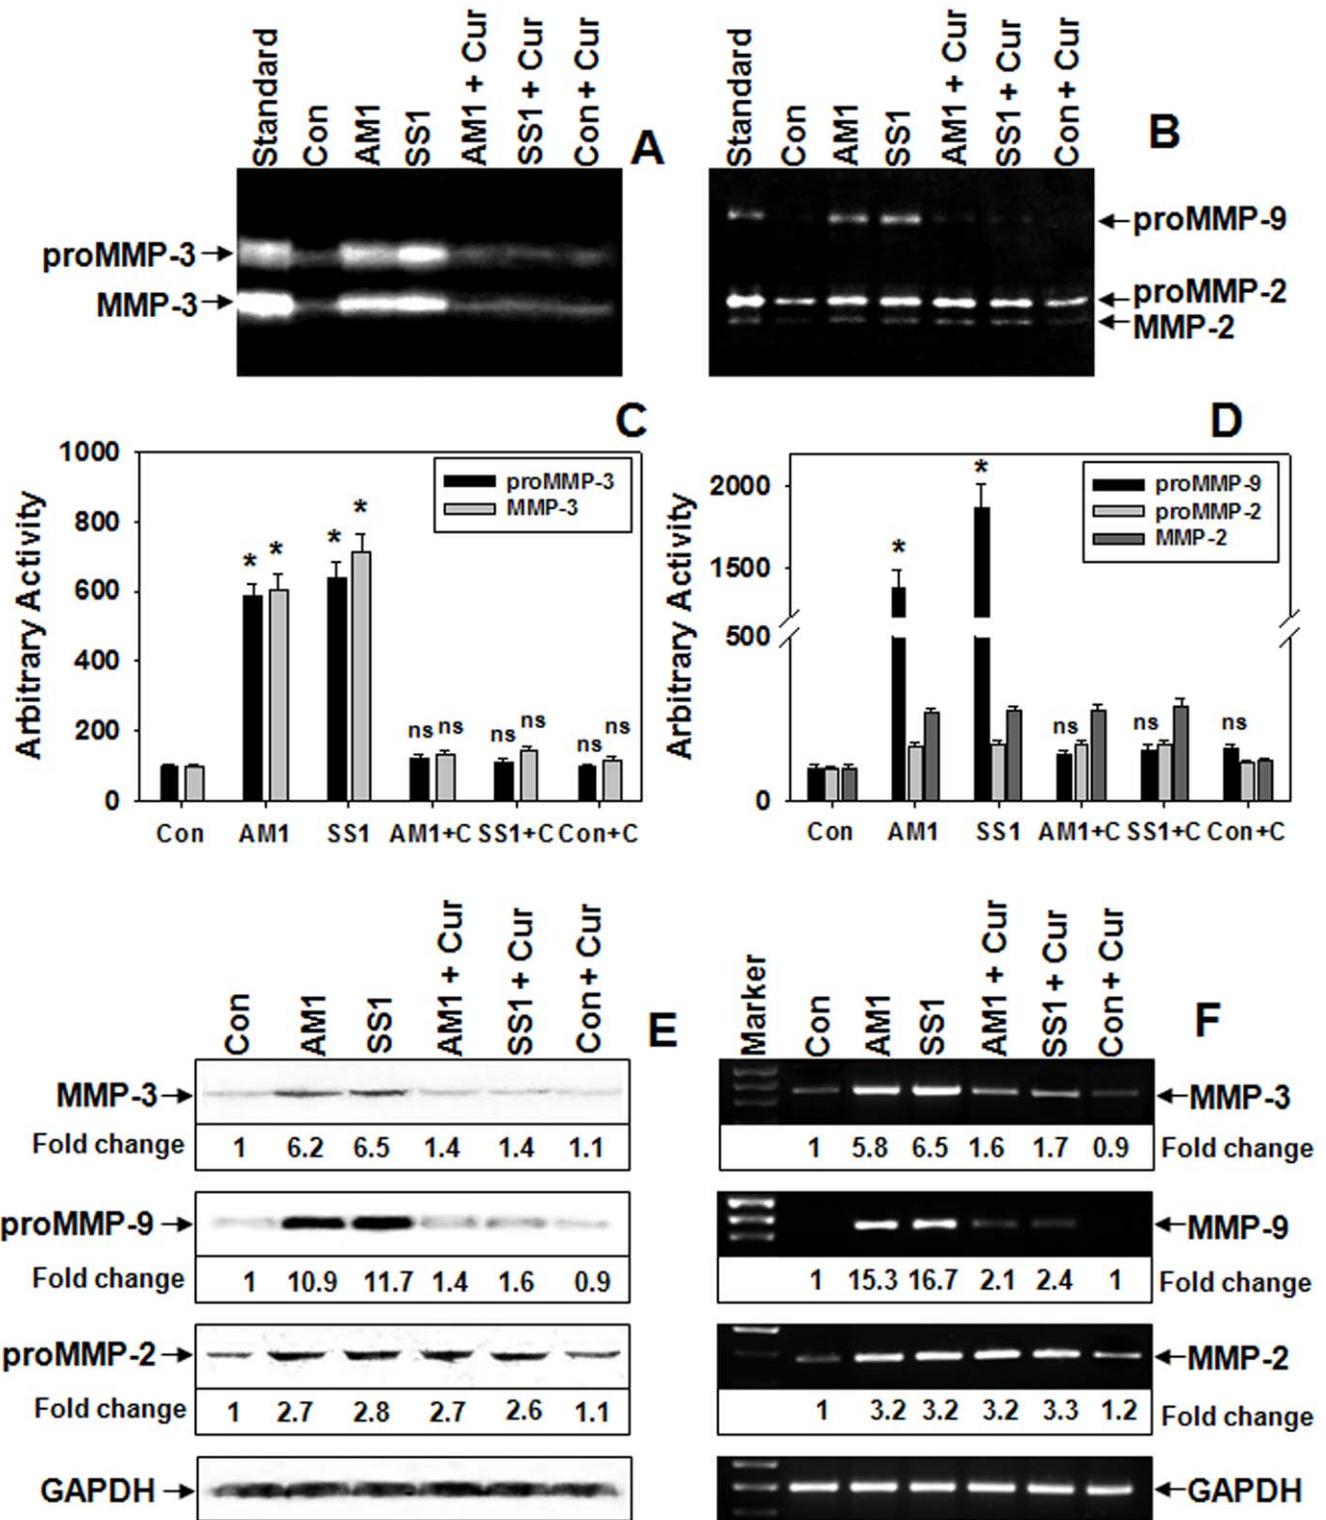 Standard
Con
AM1
SS1
AM1 + Cur
SS1 + Cur
Con + Cur
A
proMMP-3
MMP-3
Standard
Con
AM1
SS1
AM1 + Cur
SS1 + Cur
Con + Cur
B
proMMP-9
proMMP-2
MMP-2
C
1000
800
600
400
200
0
Arbitrary Activity
proMMP-3
MMP-3
* *
* *
ns ns
ns ns
ns ns
Con AM1 SS1 AM1+C SS1+C Con+C
D
2000
1500
500
0
Arbitrary Activity
proMMP-9
proMMP-2
MMP-2
*
*
ns ns ns
Con AM1 SS1 AM1+C SS1+C Con+C
Con
AM1
SS1
AM1 + Cur
SS1 + Cur
Con + Cur
E
MMP-3
Fold change 1 6.2 6.5 1.4 1.4 1.1
proMMP-9
Fold change 1 10.9 11.7 1.4 1.6 0.9
proMMP-2
Fold change 1 2.7 2.8 2.7 2.6 1.1
GAPDH
Marker
Con
AM1
SS1
AM1 + Cur
SS1 + Cur
Con + Cur
F
MMP-3
1 5.8 6.5 1.6 1.7 0.9 Fold change
MMP-9
1 15.3 16.7 2.1 2.4 1 Fold change
MMP-2
1 3.2 3.2 3.2 3.3 1.2 Fold change
GAPDH